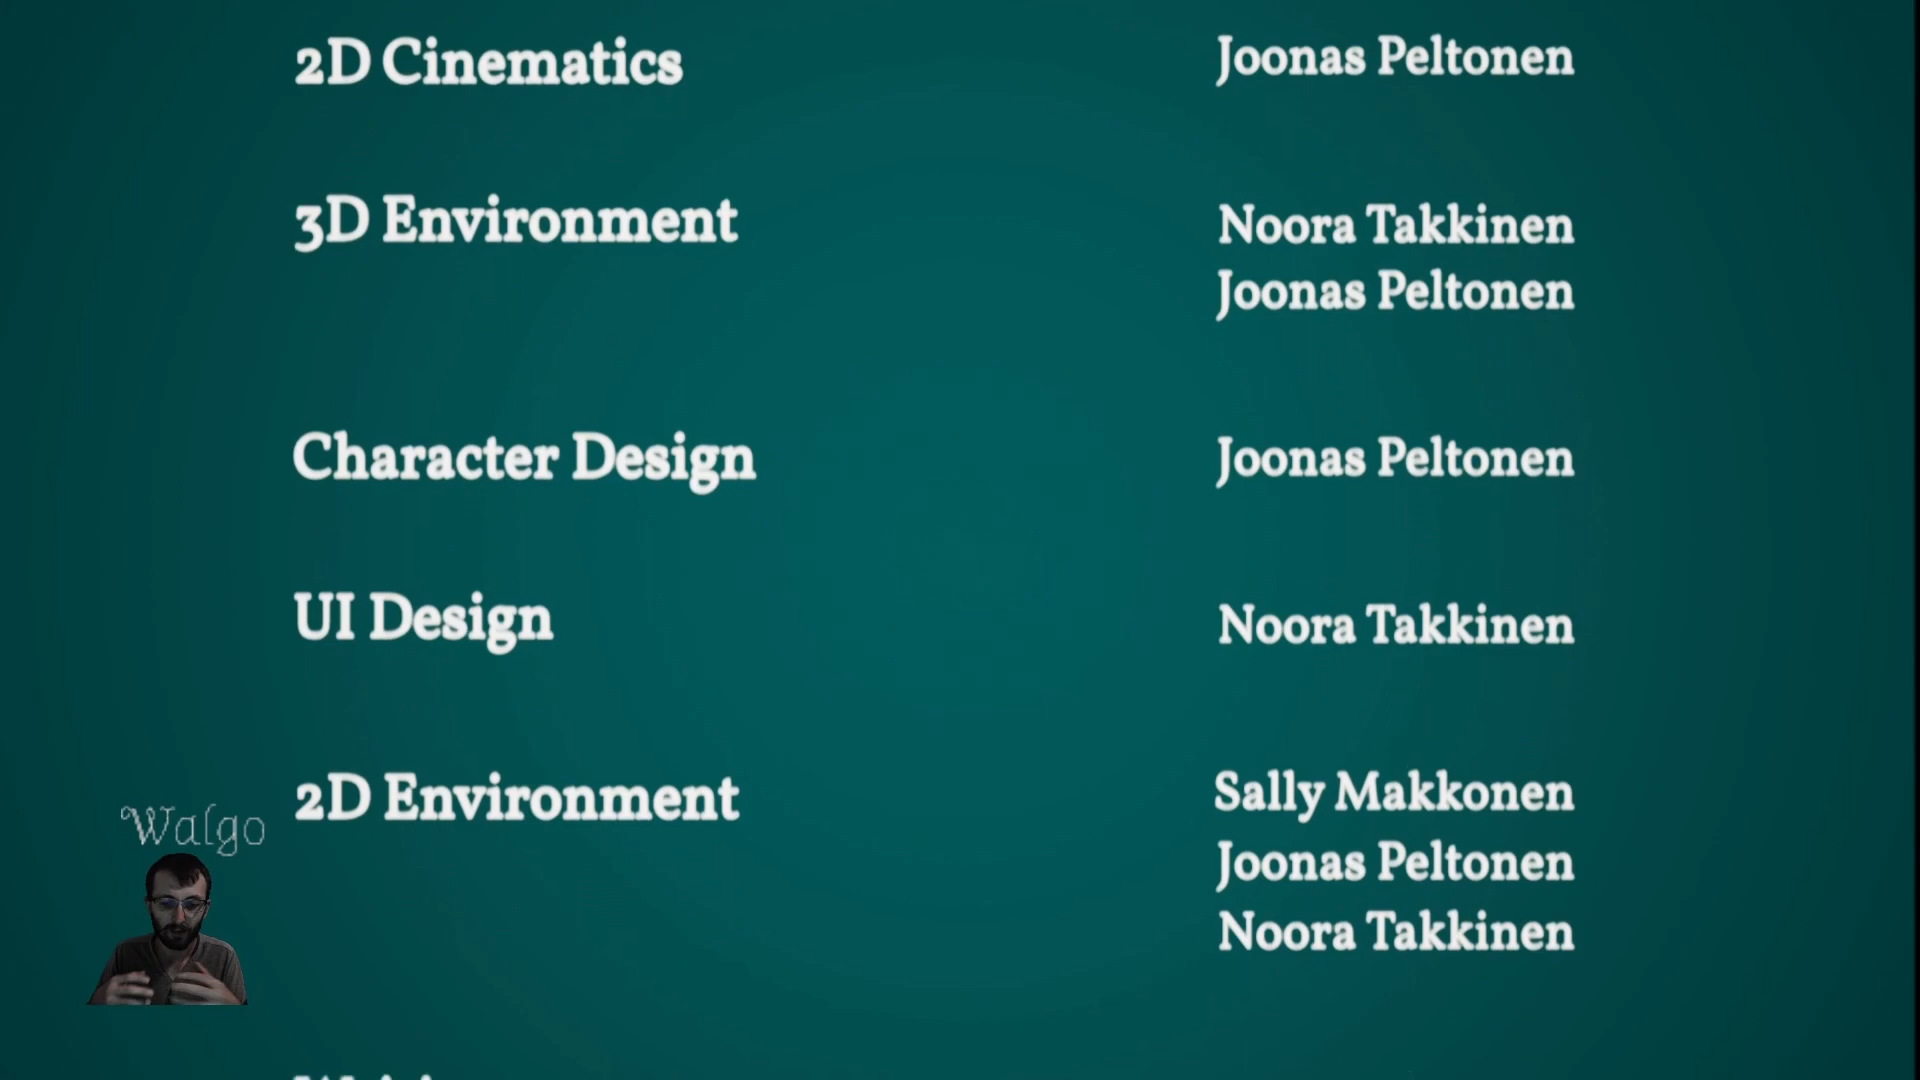 2D Cinematics Joonas Peltonen
3D Environment Noora Takkinen
Joonas Peltonen
Character Design Joonas Peltonen
UI Design Noora Takkinen
2D Environment Sally Makkonen
Walgo
Joonas Peltonen
Noora Takkinen